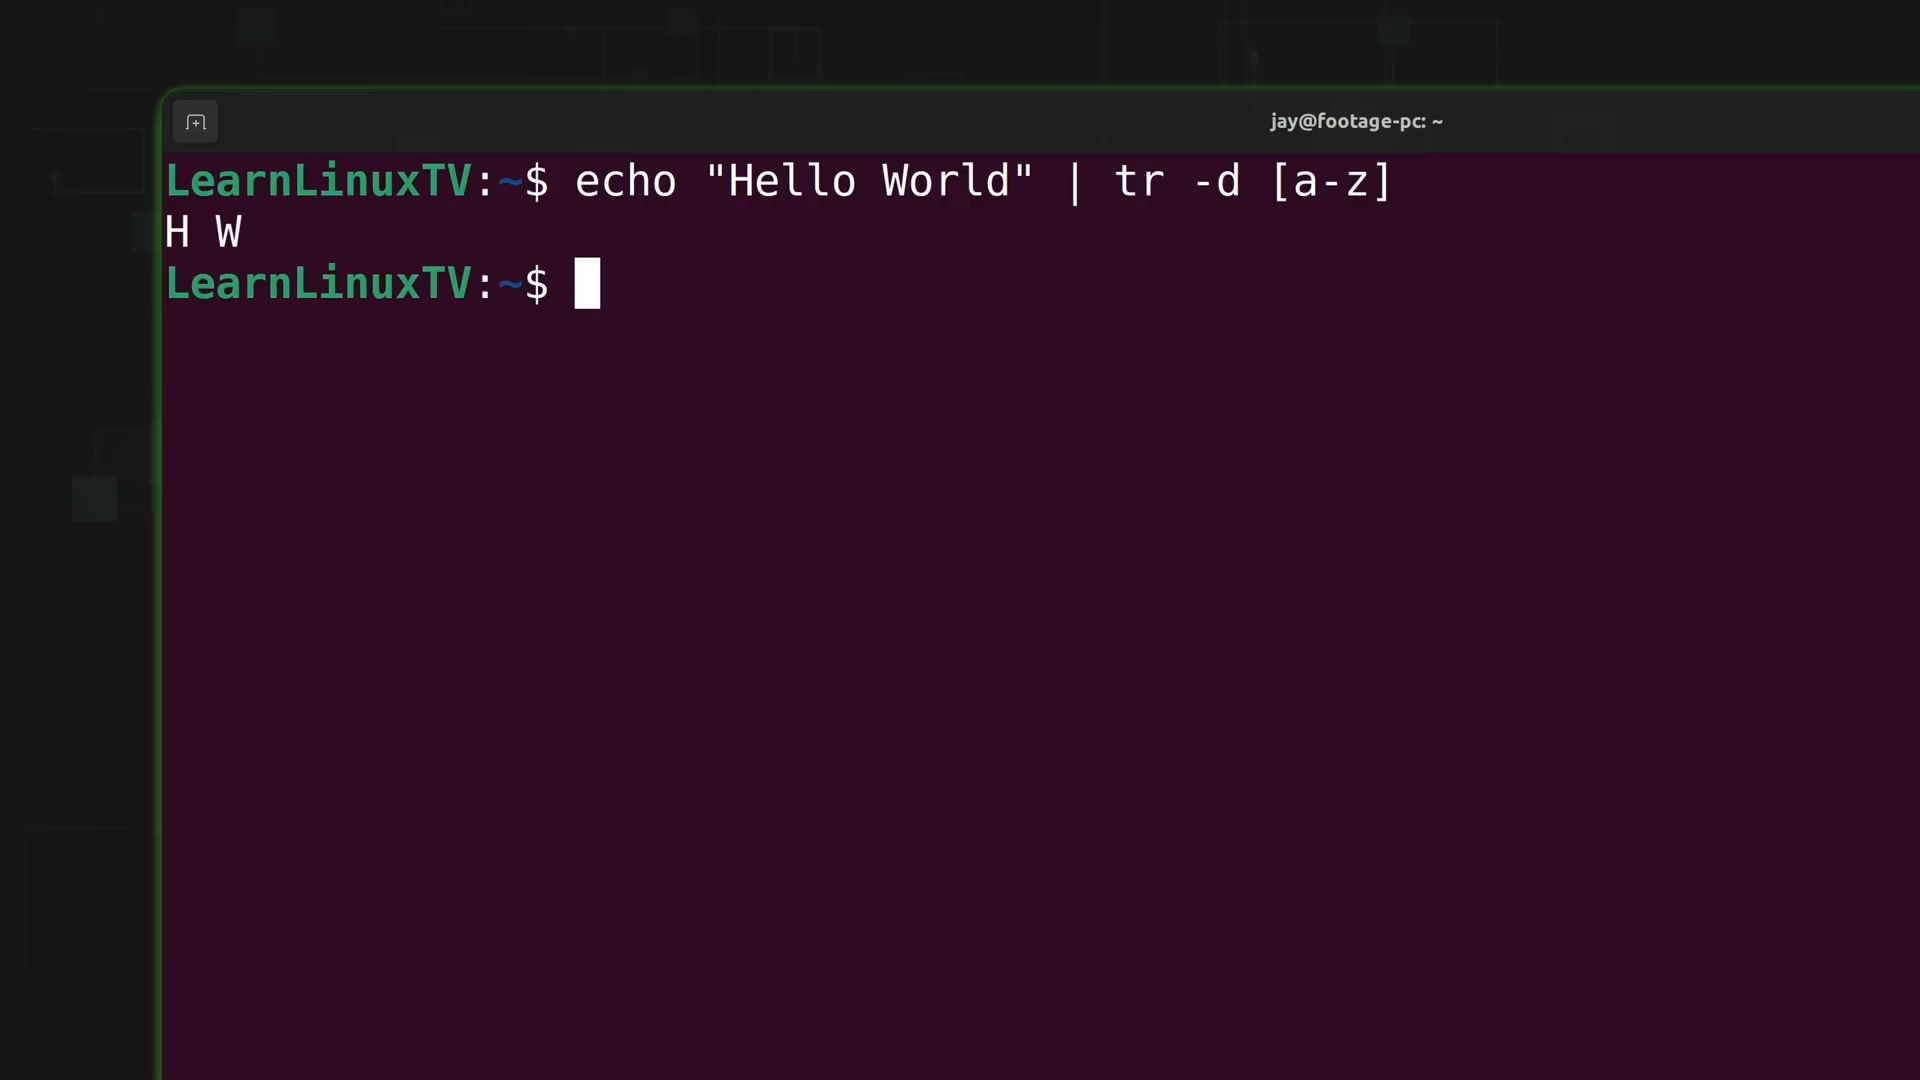 jay@footage-pc: ~
LearnLinuxTV:~$ echo "Hello World" | tr -d [a-z]
H W
LearnLinuxTV:~$